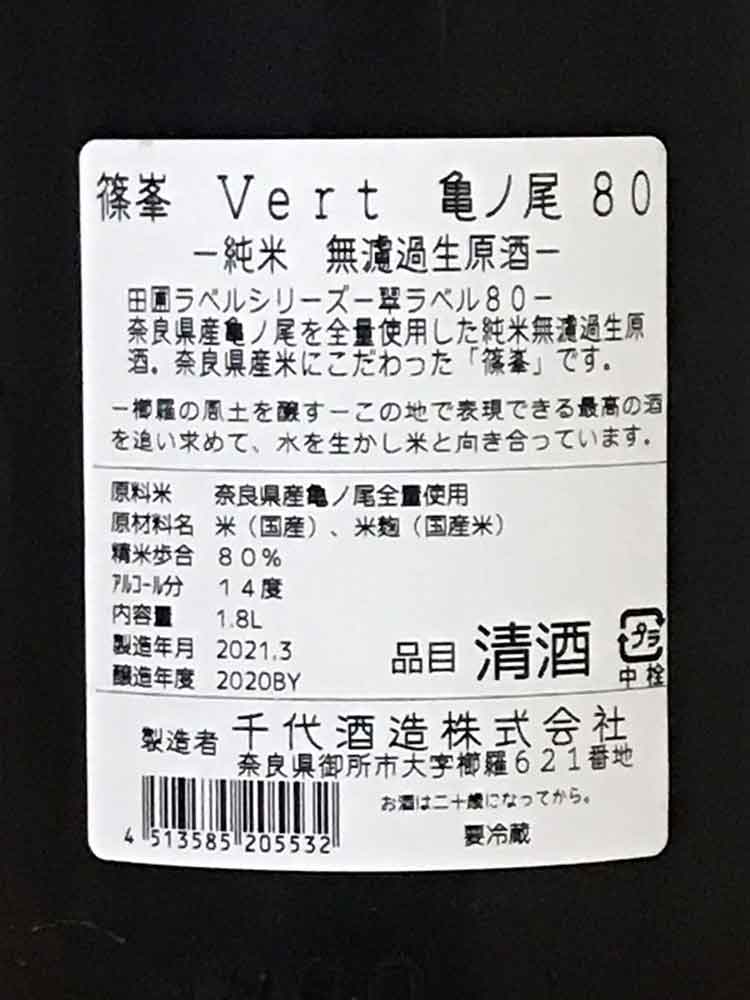 篠峯 Vert 亀ノ尾 80
－純米 無濾過生原酒－
田圃ラベルシリーズ－翠ラベル80－
奈良県産亀ノ尾を全量使用した純米無濾過生原
酒。奈良県産米にこだわった「篠峯」です。
－櫛羅の風土を醸す－この地で表現できる最高の酒
を追い求めて、水を生かし米と向き合っています。
原料米 奈良県産亀ノ尾全量使用
原材料名 米（国産）、米麹（国産米）
精米歩合 80%
アルコール分 14度
内容量 1.8L
製造年月 2021.3
醸造年度 2020BY
品目 清酒
プラ
中栓
製造者 千代酒造株式会社
奈良県御所市大字櫛羅621番地
お酒は二十歳になってから。
要冷蔵
4 513585 205532